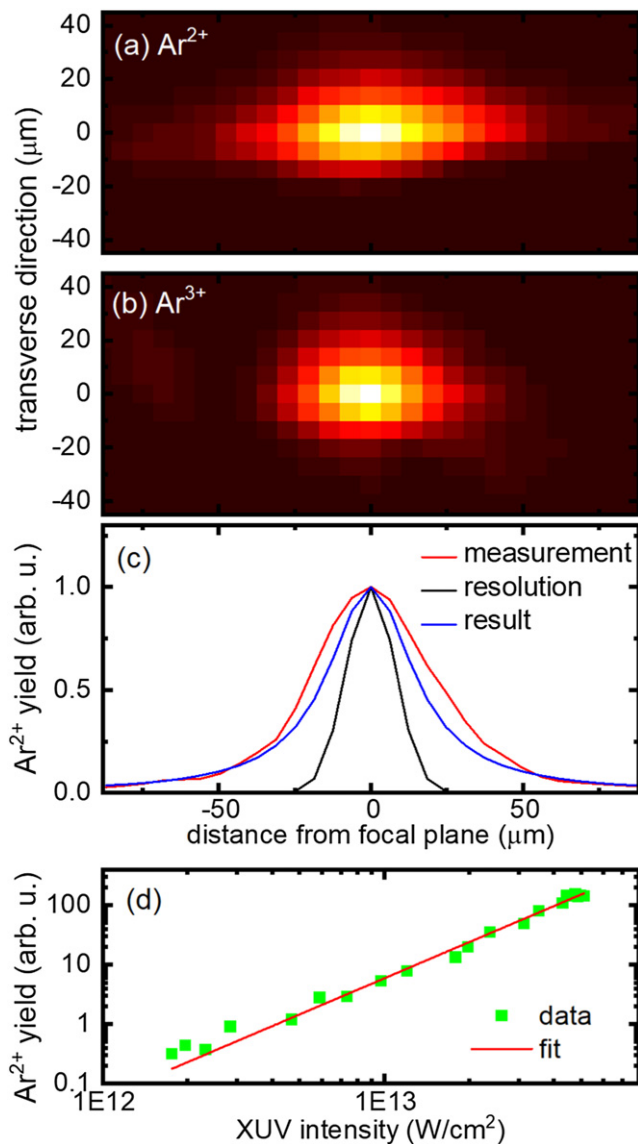 (a) Ar²⁺
40
20
0
-20
-40
(b) Ar³⁺
40
20
0
-20
-40
transverse direction (μm)
(c)
measurement
resolution
result
1.0
0.5
0.0
Ar²⁺ yield (arb. u.)
-50 0 50
distance from focal plane (μm)
(d)
100
10
1
0.1
Ar²⁺ yield (arb. u.)
data
fit
1E12 1E13
XUV intensity (W/cm²)